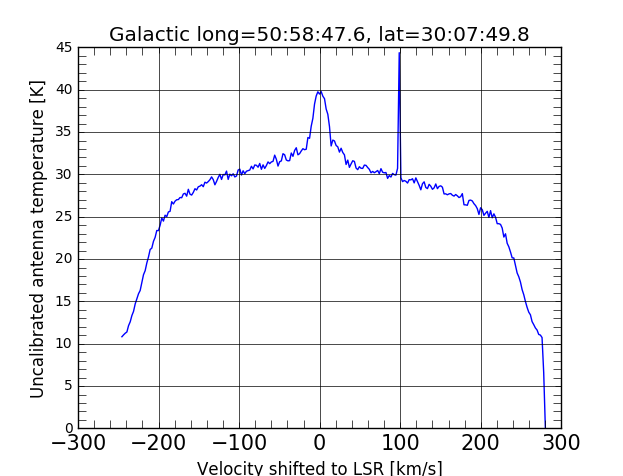 Galactic long=50:58:47.6, lat=30:07:49.8
Uncalibrated antenna temperature [K]
45
40
35
30
25
20
15
10
5
0
−300 −200 −100 0 100 200 300
Velocity shifted to LSR [km/s]